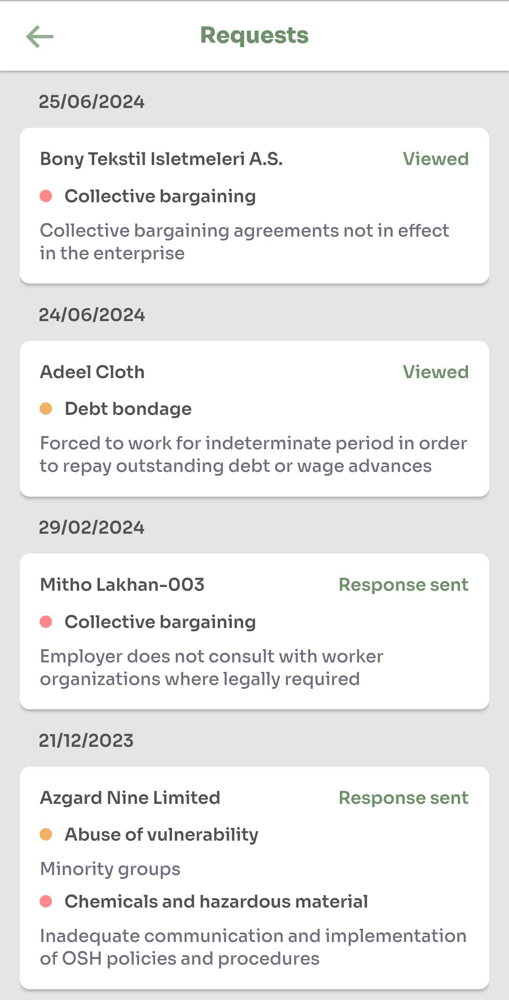 Requests
25/06/2024
Bony Tekstil Isletmeleri A.S.
Viewed
Collective bargaining
Collective bargaining agreements not in effect
in the enterprise
24/06/2024
Adeel Cloth
Viewed
Debt bondage
Forced to work for indeterminate period in order
to repay outstanding debt or wage advances
29/02/2024
Mitho Lakhan-003
Response sent
Collective bargaining
Employer does not consult with worker
organizations where legally required
21/12/2023
Azgard Nine Limited
Response sent
Abuse of vulnerability
Minority groups
Chemicals and hazardous material
Inadequate communication and implementation
of OSH policies and procedures